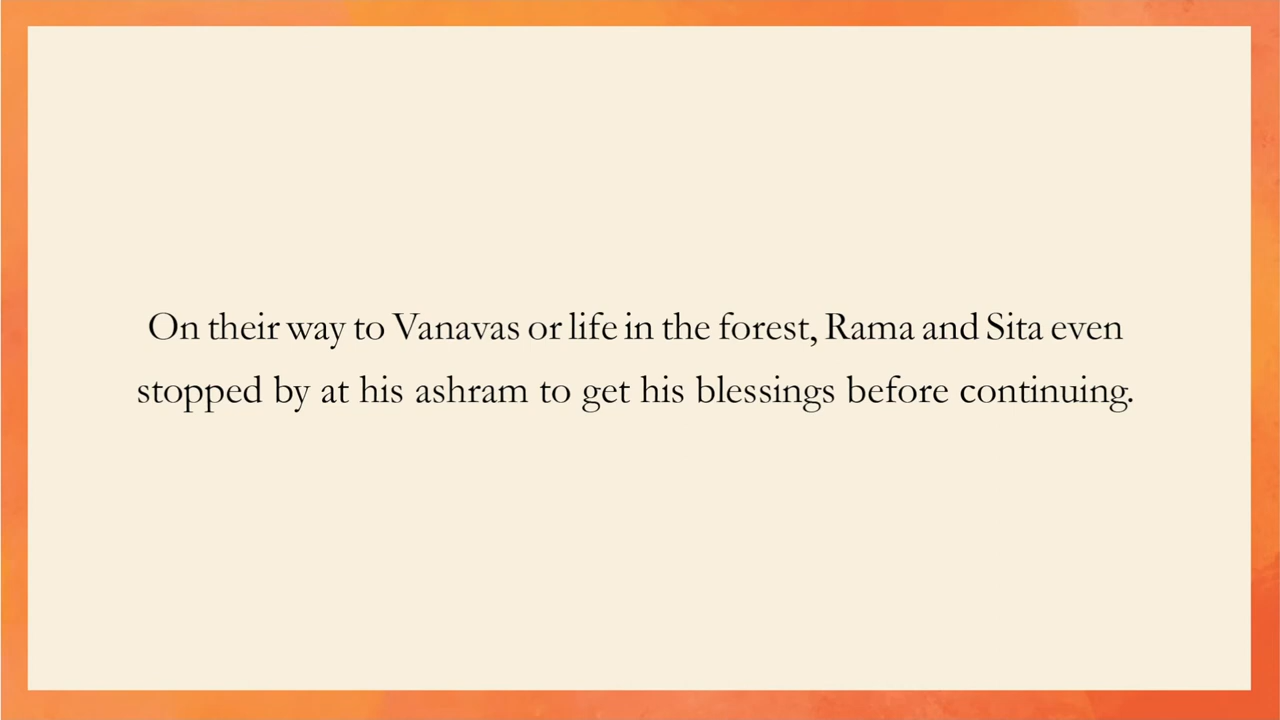 On their way to Vanavas or life in the forest, Rama and Sita even
stopped by at his ashram to get his blessings before continuing.